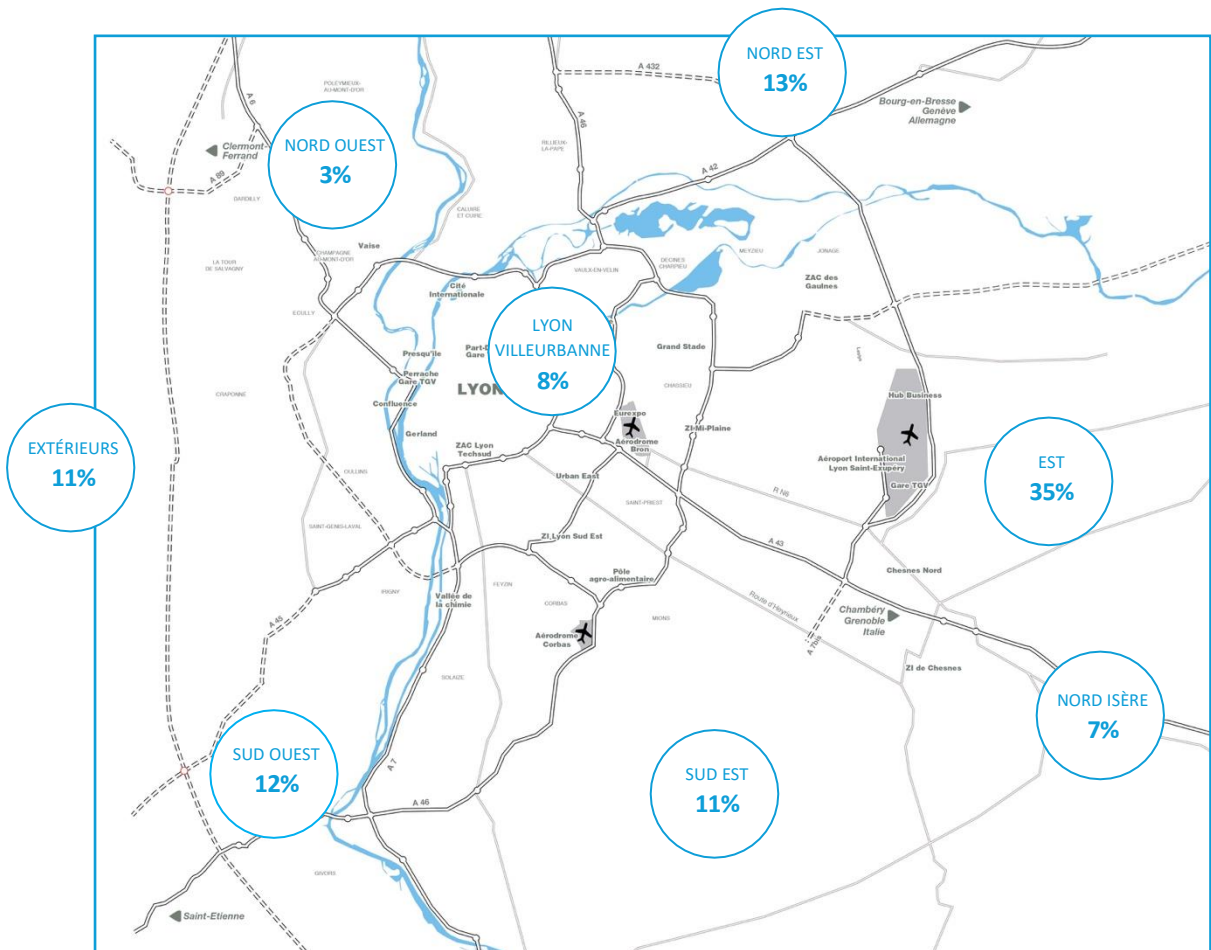 NORD EST
13%
A 432
POLEYMIEUX-
AU-MONT-D'OR
A 6
A 46
Bourg-en-Bresse
Genève
Allemagne
Clermont-
Ferrand
NORD OUEST
3%
RILLIEUX-
LA-PAPE
A 42
A 89
DARDILLY
CALUIRE
ET CUIRE
Vaise
CHAMPAGNE
AU-MONT-D'OR
LA TOUR
DE SALVAGNY
VAULX-EN-VELIN
DÉCINES
CHARPIEU
MEYZIEU
JONAGE
ZAC des
Gaulnes
Cité
Internationale
ECULLY
LYON
VILLEURBANNE
8%
Presqu'île
Part-D
Gare
Grand Stade
Perrache
Gare TGV
LYON
CHASSIEU
CRAPONNE
Confluence
Hub Business
Eurexpo
Gerland
ZI Mi-Plaine
Aérodrome
Bron
EXTÉRIEURS
11%
ZAC Lyon
Techsud
Aéroport International
Lyon Saint-Exupéry
EST
35%
OULLINS
Urban East
Gare TGV
R N6
SAINT-PRIEST
SAINT-GENIS-LAVAL
ZI Lyon Sud Est
A 43
Pôle
agro-alimentaire
Chesnes Nord
FEYZIN
IRIGNY
Vallée de
la chimie
CORBAS
Route d'Heyrieux
Chambéry
Grenoble
Italie
A 45
MIONS
Aérodrome
Corbas
ZI de Chesnes
SOLAIZE
NORD ISÈRE
7%
SUD OUEST
12%
A 7
SUD EST
11%
A 46
GIVORS
Saint-Etienne